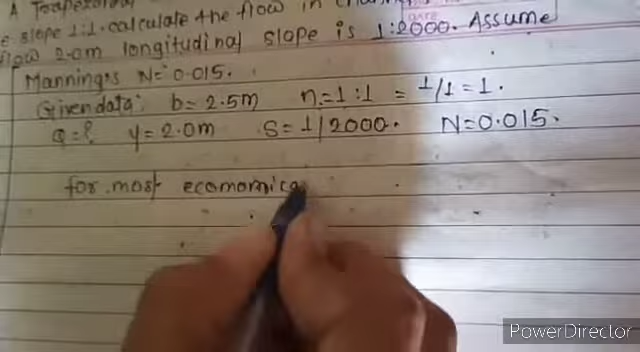 A Trapezoidal
e slope 1:1. calculate the flow in
flow 2.0m longitudinal slope is 1:2000. Assume
Manning's N=0.015.
Given data: b=2.5m n=1:1 = 1/1=1.
Q=? y=2.0m S=1/2000. N=0.015.
for most ecomomica
PowerDirector